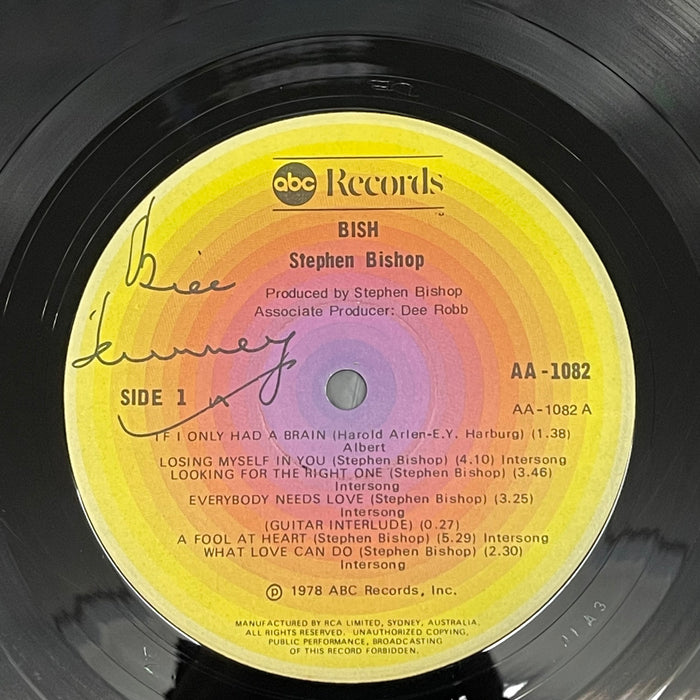 abc Records
BISH
Stephen Bishop
Produced by Stephen Bishop
Associate Producer: Dee Robb
SIDE 1
AA-1082
AA-1082 A
IF I ONLY HAD A BRAIN (Harold Arlen-E.Y. Harburg) (1.38)
Albert
LOSING MYSELF IN YOU (Stephen Bishop) (4.10) Intersong
LOOKING FOR THE RIGHT ONE (Stephen Bishop) (3.46)
Intersong
EVERYBODY NEEDS LOVE (Stephen Bishop) (3.25)
Intersong
(GUITAR INTERLUDE) (0.27)
A FOOL AT HEART (Stephen Bishop) (5.29) Intersong
WHAT LOVE CAN DO (Stephen Bishop) (2.30)
Intersong
℗ 1978 ABC Records, Inc.
MANUFACTURED BY RCA LIMITED, SYDNEY, AUSTRALIA.
ALL RIGHTS RESERVED. UNAUTHORIZED COPYING,
PUBLIC PERFORMANCE, BROADCASTING
OF THIS RECORD FORBIDDEN.